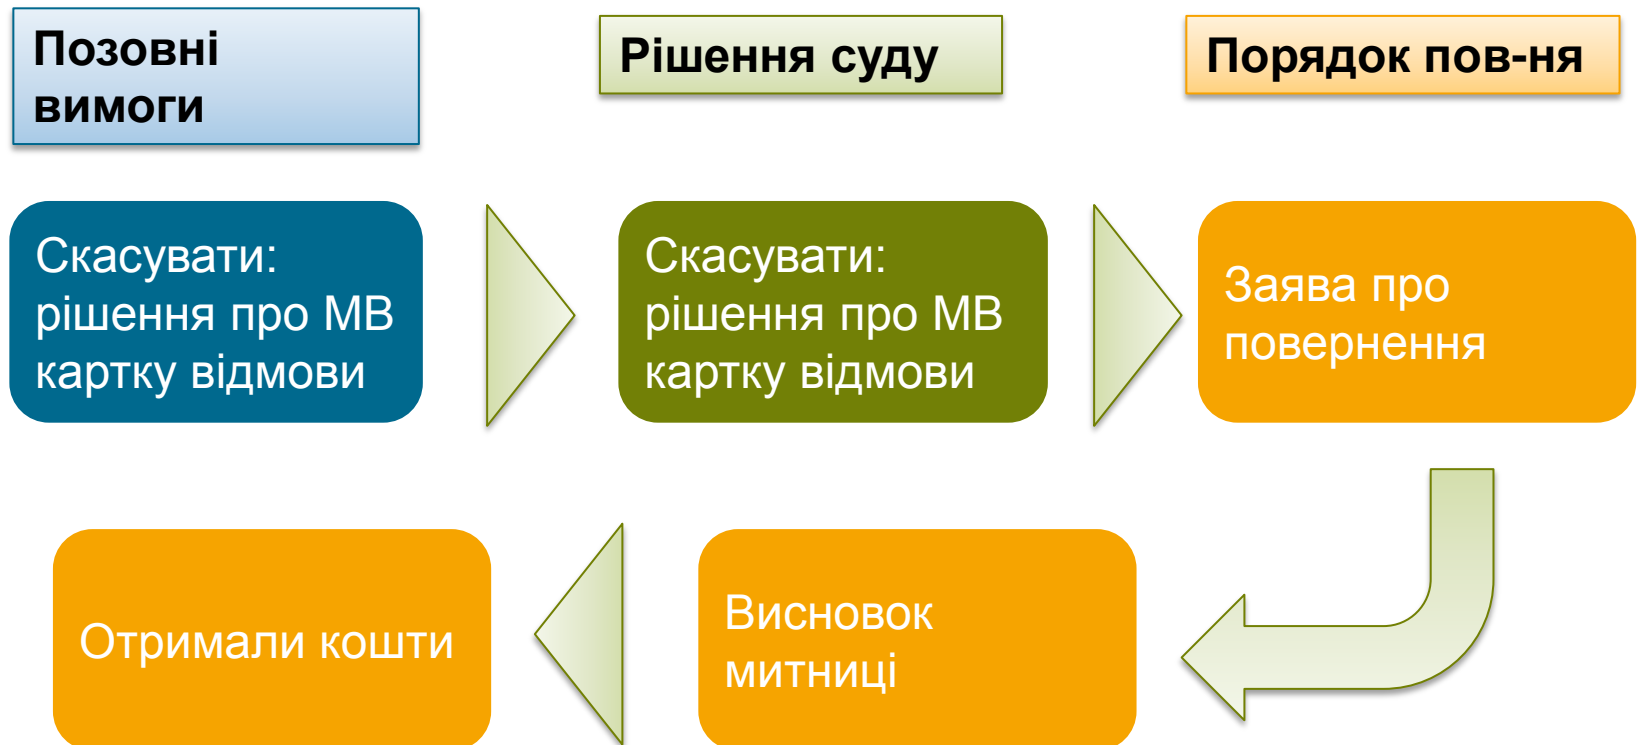 Позовні
вимоги
Рішення суду
Порядок пов-ня
Скасувати:
рішення про МВ
картку відмови
Скасувати:
рішення про МВ
картку відмови
Заява про
повернення
Висновок
митниці
Отримали кошти